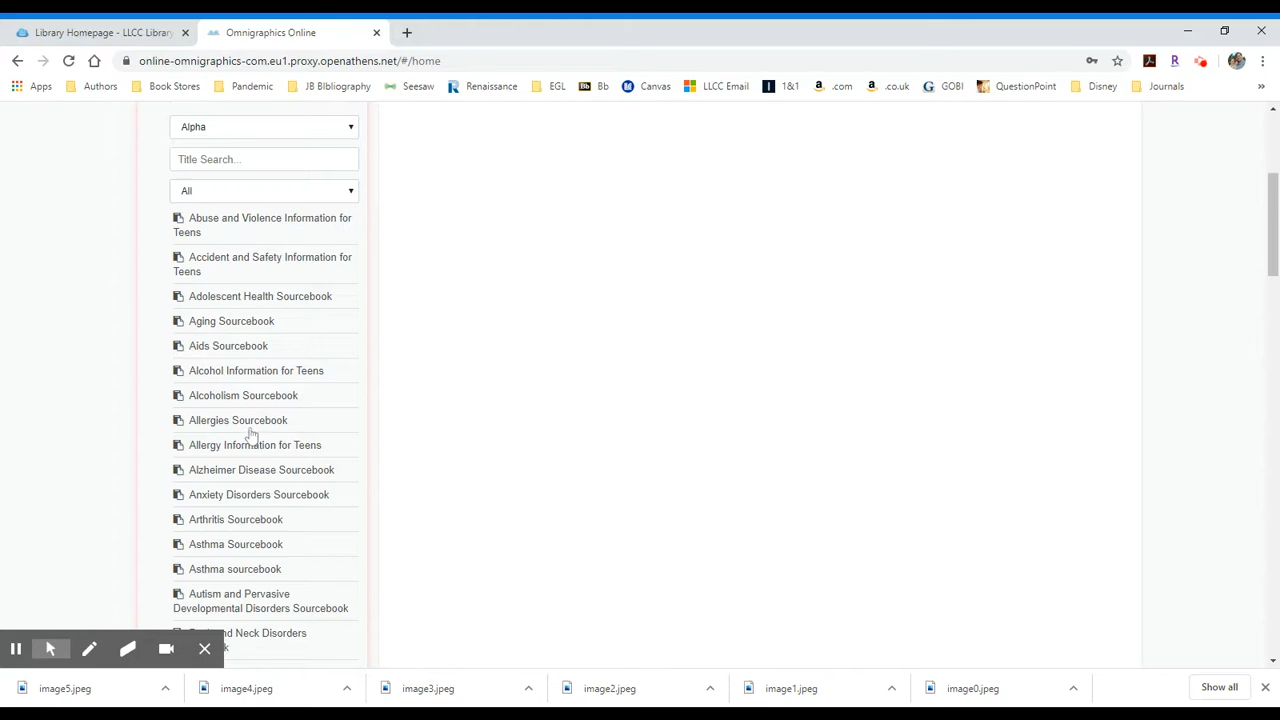 Library Homepage - LLCC Library
Omnigraphics Online
online-omnigraphics-com.eu1.proxy.openathens.net/#/home
Apps Authors Book Stores Pandemic JB BIbliography Seesaw Renaissance EGL Bb Bb Canvas LLCC Email 1&1 .com .co.uk GOBI QuestionPoint Disney Journals »
Alpha
Title Search...
All
Abuse and Violence Information for
Teens
Accident and Safety Information for
Teens
Adolescent Health Sourcebook
Aging Sourcebook
Aids Sourcebook
Alcohol Information for Teens
Alcoholism Sourcebook
Allergies Sourcebook
Allergy Information for Teens
Alzheimer Disease Sourcebook
Anxiety Disorders Sourcebook
Arthritis Sourcebook
Asthma Sourcebook
Asthma sourcebook
Autism and Pervasive
Developmental Disorders Sourcebook
nd Neck Disorders
k
image5.jpeg image4.jpeg image3.jpeg image2.jpeg image1.jpeg image0.jpeg Show all